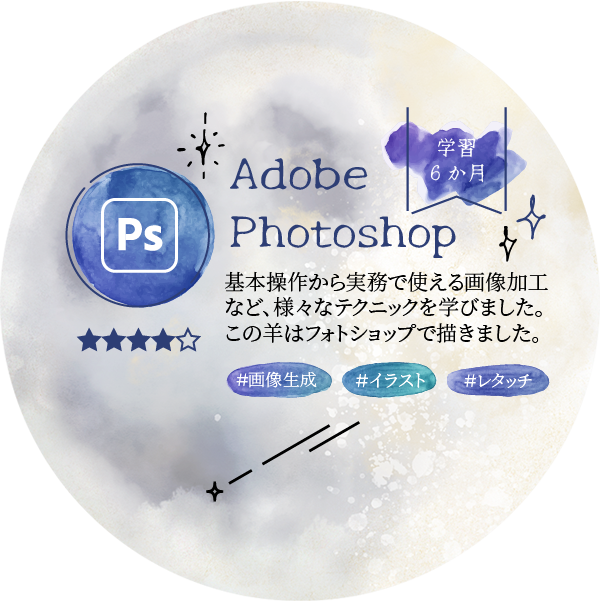 学習
6か月
Adobe
Photoshop
Ps
基本操作から実務で使える画像加工
など、様々なテクニックを学びました。
この羊はフォトショップで描きました。
#画像生成 #イラスト #レタッチ